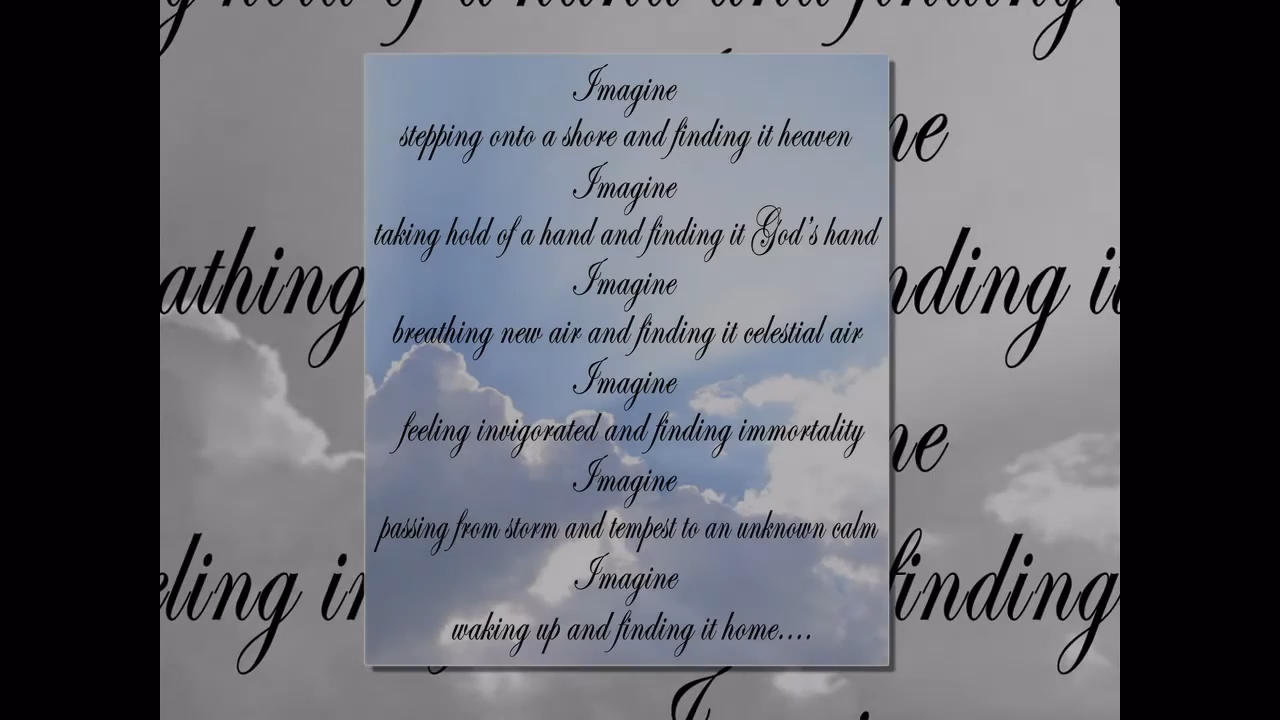 Imagine
stepping onto a shore and finding it heaven
Imagine
taking hold of a hand and finding it God's hand
Imagine
breathing new air and finding it celestial air
Imagine
feeling invigorated and finding immortality
Imagine
passing from storm and tempest to an unknown calm
Imagine
waking up and finding it home....